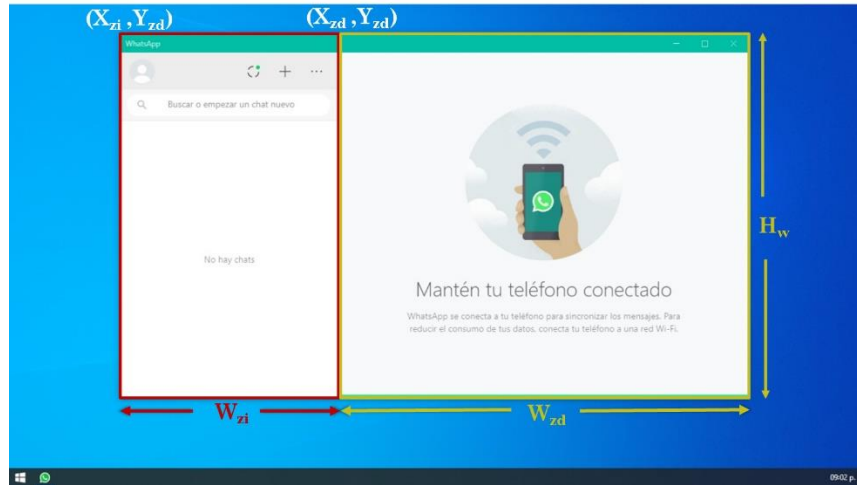 (Xzi ,Yzd)
(Xzd ,Yzd)
WhatsApp
Buscar o empezar un chat nuevo
No hay chats
Mantén tu teléfono conectado
WhatsApp se conecta a tu teléfono para sincronizar los mensajes. Para
reducir el consumo de tus datos, conecta tu teléfono a una red Wi-Fi.
Hw
Wzi
Wzd
09:02 p.